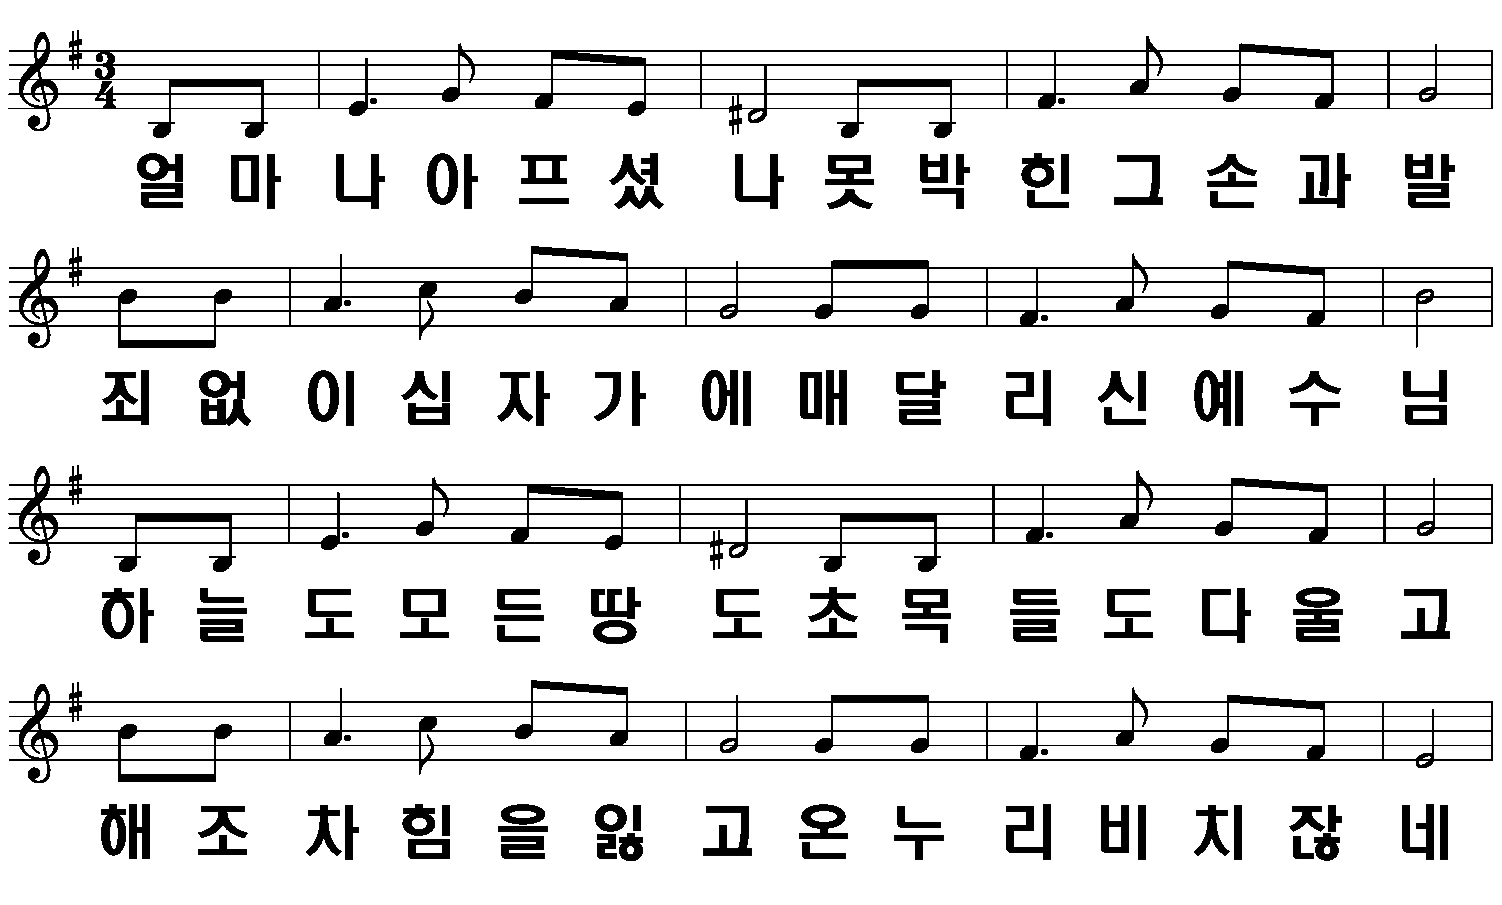 3
4
얼 마 나 아 프 셨 나 못 박 힌 그 손 과 발
죄 없 이 십 자 가 에 매 달 리 신 예 수 님
하 늘 도 모 든 땅 도 초 목 들 도 다 울 고
해 조 차 힘 을 잃 고 온 누 리 비 치 잖 네